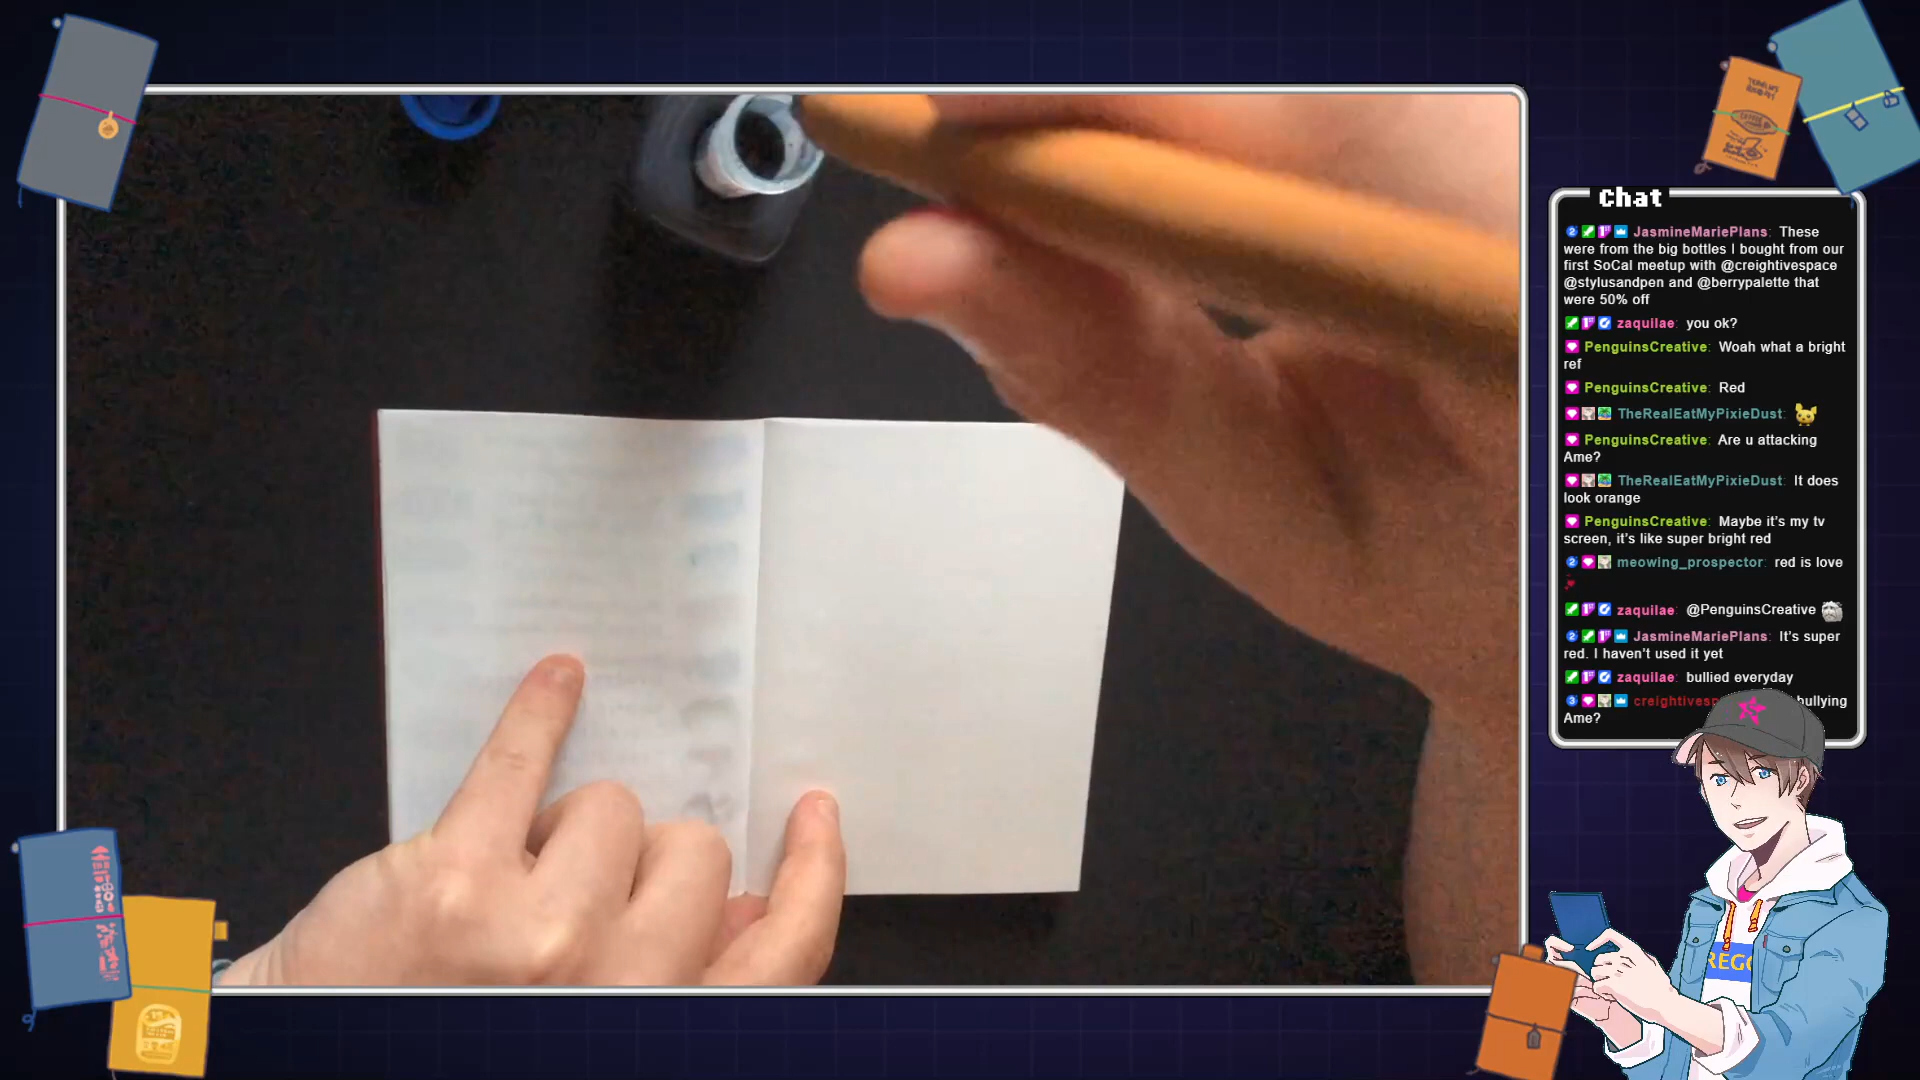 chat
JasmineMariePlans: These
were from the big bottles I bought from our
first SoCal meetup with @creightivespace
@stylusandpen and @berrypalette that
were 50% off
zaquilae: you ok?
PenguinsCreative: Woah what a bright
ref
PenguinsCreative: Red
TheRealEatMyPixieDust:
PenguinsCreative: Are u attacking
Ame?
TheRealEatMyPixieDust: It does
look orange
PenguinsCreative: Maybe it's my tv
screen, it's like super bright red
meowing_prospector: red is love
zaquilae: @PenguinsCreative
JasmineMariePlans: It's super
red. I haven't used it yet
zaquilae: bullied everyday
bullying
Ame?